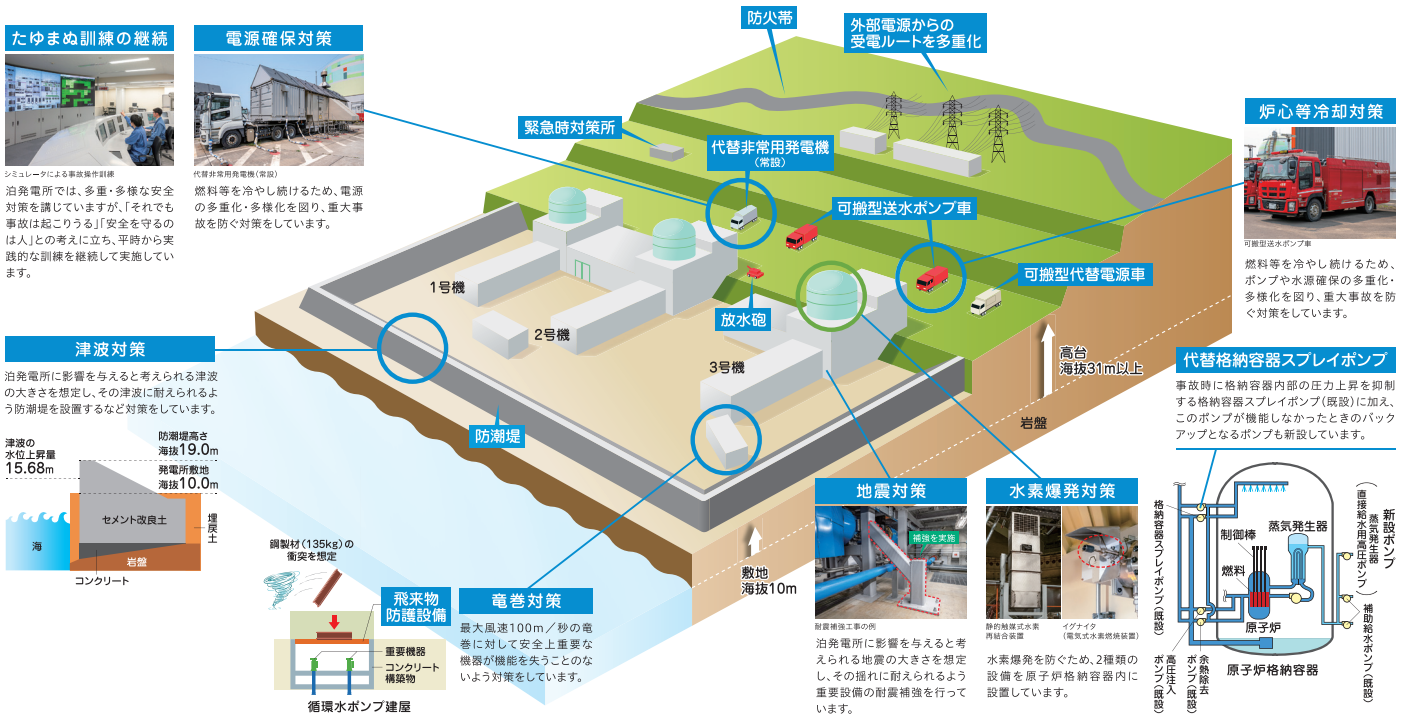 たゆまぬ訓練の継続
シミュレータによる事故操作訓練
泊発電所では、多重・多様な安全
対策を講じていますが、「それでも
事故は起こりうる」「安全を守るの
は人」との考えに立ち、平時から実
践的な訓練を継続して実施してい
ます。
電源確保対策
代替非常用発電機(常設)
燃料等を冷やし続けるため、電源
の多重化・多様化を図り、重大事
故を防ぐ対策をしています。
防火帯
外部電源からの
受電ルートを多重化
緊急時対策所
代替非常用発電機
(常設)
可搬型送水ポンプ車
可搬型代替電源車
放水砲
1号機
2号機
3号機
防潮堤
高台
海抜31m以上
岩盤
敷地
海抜10m
炉心等冷却対策
可搬型送水ポンプ車
燃料等を冷やし続けるため、
ポンプや水源確保の多重化・
多様化を図り、重大事故を防
ぐ対策をしています。
津波対策
泊発電所に影響を与えると考えられる津波
の大きさを想定し、その津波に耐えられるよ
う防潮堤を設置するなど対策をしています。
津波の
水位上昇量
15.68m
防潮堤高さ
海抜19.0m
発電所敷地
海抜10.0m
セメント改良土
埋戻土
海
岩盤
コンクリート
鋼製材(135kg)の
衝突を想定
飛来物
防護設備
重要機器
コンクリート
構築物
循環水ポンプ建屋
竜巻対策
最大風速100m/秒の竜
巻に対して安全上重要な
機器が機能を失うことのな
いよう対策をしています。
地震対策
補強を実施
耐震補強工事の例
泊発電所に影響を与えると考
えられる地震の大きさを想定
し、その揺れに耐えられるよう
重要設備の耐震補強を行って
います。
水素爆発対策
静的触媒式水素
再結合装置
イグナイタ
(電気式水素燃焼装置)
水素爆発を防ぐため、2種類の
設備を原子炉格納容器内に
設置しています。
代替格納容器スプレイポンプ
事故時に格納容器内部の圧力上昇を抑制
する格納容器スプレイポンプ(既設)に加え、
このポンプが機能しなかったときのバック
アップとなるポンプも新設しています。
格納容器スプレイポンプ(既設)
制御棒
蒸気発生器
燃料
原子炉
原子炉格納容器
高圧注入
ポンプ(既設)
余熱除去
ポンプ(既設)
新設ポンプ
(蒸気発生器
直接給水用高圧ポンプ)
補助給水ポンプ(既設)